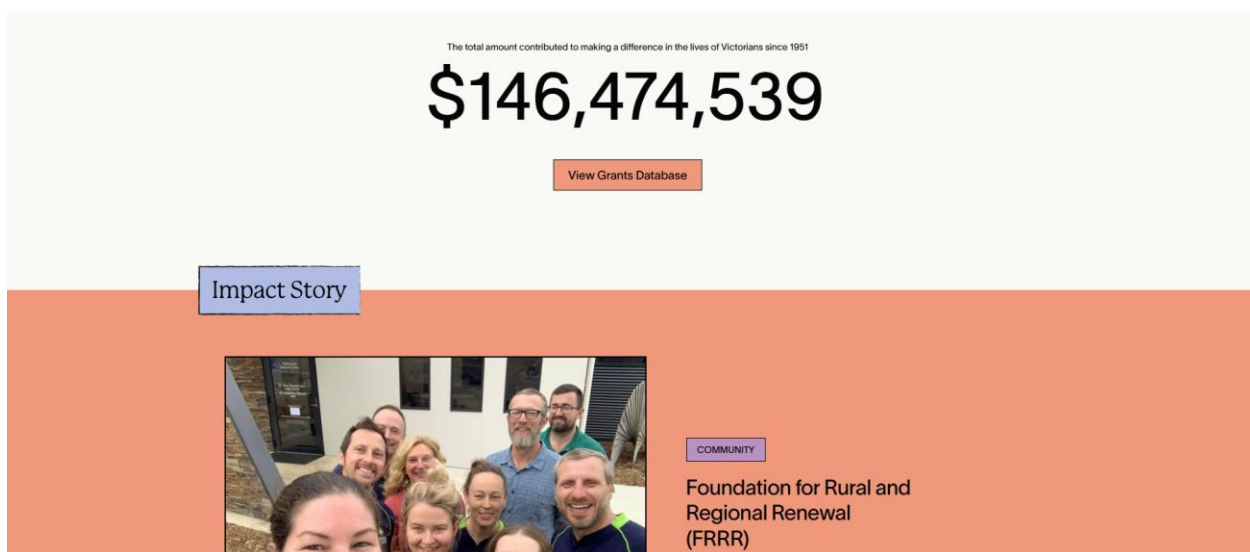 The total amount contributed to making a difference in the lives of Victorians since 1951
$146,474,539
View Grants Database
Impact Story
COMMUNITY
Foundation for Rural and
Regional Renewal
(FRRR)